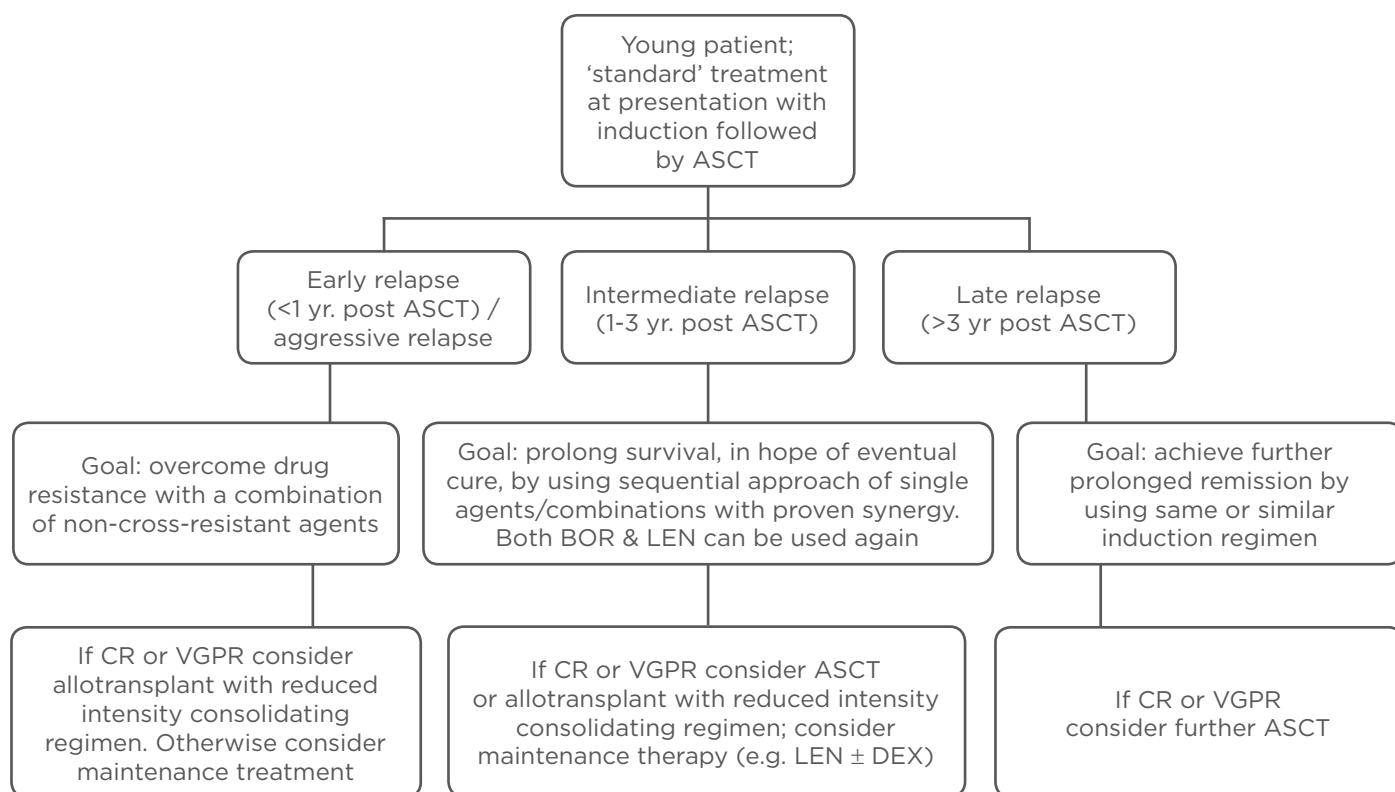 Young patient;
‘standard’ treatment
at presentation with
induction followed
by ASCT
Early relapse
(<1 yr. post ASCT) /
aggressive relapse
Intermediate relapse
(1-3 yr. post ASCT)
Late relapse
(>3 yr post ASCT)
Goal: overcome drug
resistance with a combination
of non-cross-resistant agents
Goal: prolong survival, in hope of eventual
cure, by using sequential approach of single
agents/combinations with proven synergy.
Both BOR & LEN can be used again
Goal: achieve further
prolonged remission by
using same or similar
induction regimen
If CR or VGPR consider
allotransplant with reduced
intensity consolidating
regimen. Otherwise consider
maintenance treatment
If CR or VGPR consider ASCT
or allotransplant with reduced intensity
consolidating regimen; consider
maintenance therapy (e.g. LEN ± DEX)
If CR or VGPR
consider further ASCT